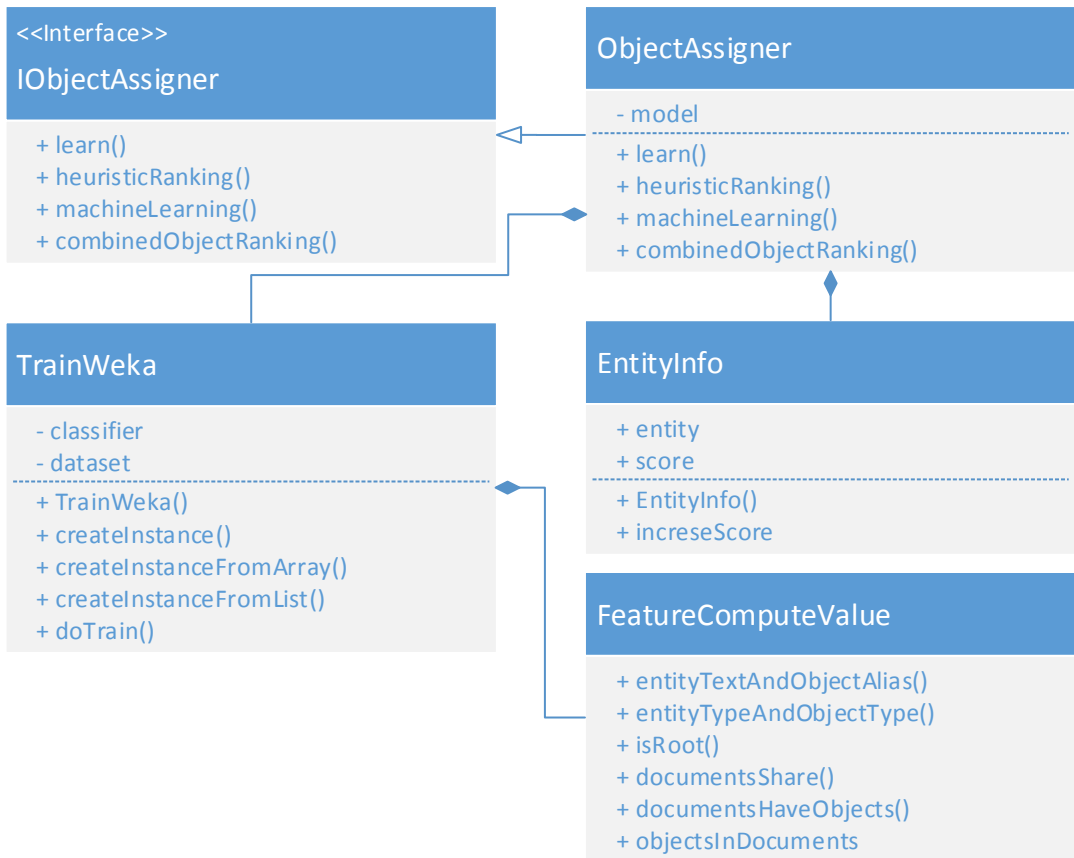 <<Interface>>
IObjectAssigner
+ learn()
+ heuristicRanking()
+ machineLearning()
+ combinedObjectRanking()
ObjectAssigner
- model
+ learn()
+ heuristicRanking()
+ machineLearning()
+ combinedObjectRanking()
TrainWeka
- classifier
- dataset
+ TrainWeka()
+ createInstance()
+ createInstanceFromArray()
+ createInstanceFromList()
+ doTrain()
EntityInfo
+ entity
+ score
+ EntityInfo()
+ increseScore
FeatureComputeValue
+ entityTextAndObjectAlias()
+ entityTypeAndObjectType()
+ isRoot()
+ documentsShare()
+ documentsHaveObjects()
+ objectsInDocuments